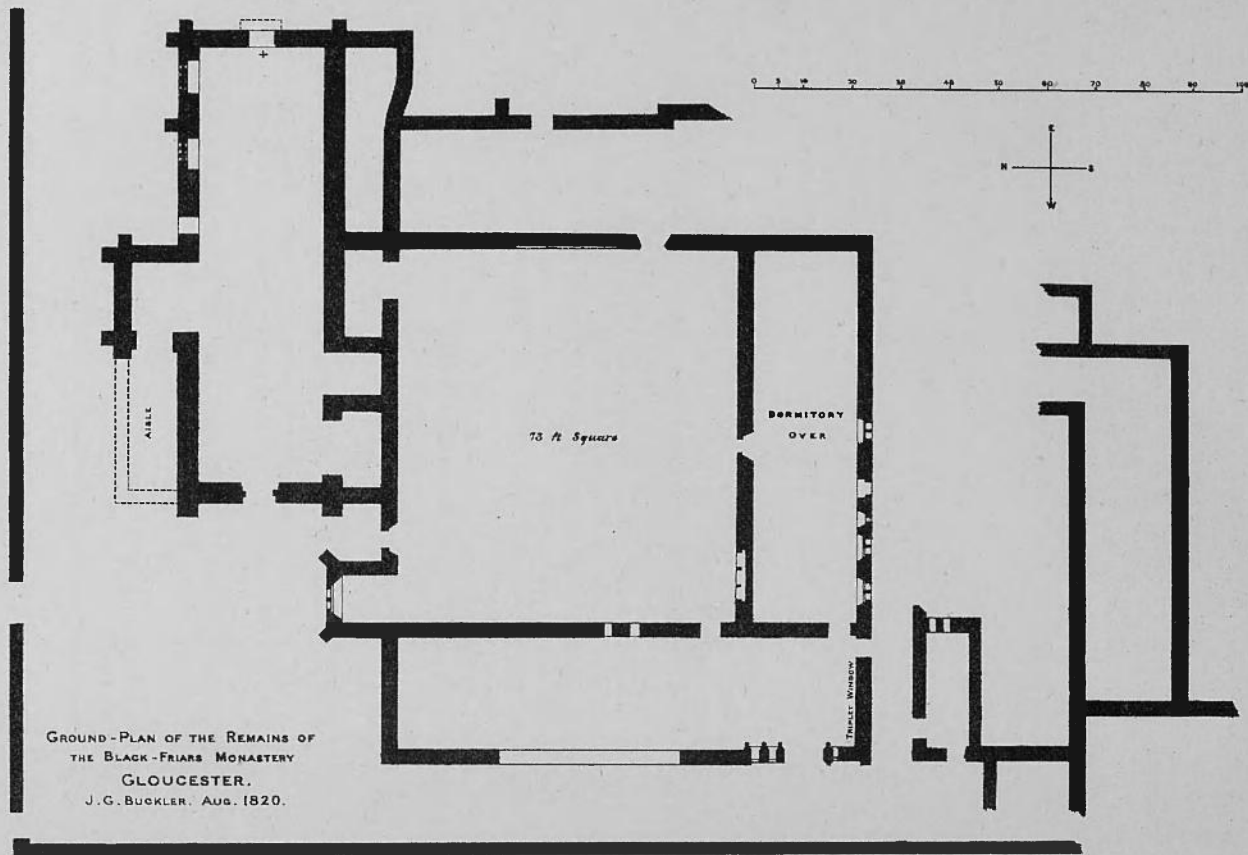 0 5 10 20 30 40 50 60 70 80 90 100
E
N S
W
AISLE
73 ft Square
DORMITORY
OVER
TRIPLET WINDOW
GROUND-PLAN OF THE REMAINS OF
THE BLACK-FRIARS MONASTERY
GLOUCESTER.
J.G. BUCKLER. AUG. 1820.